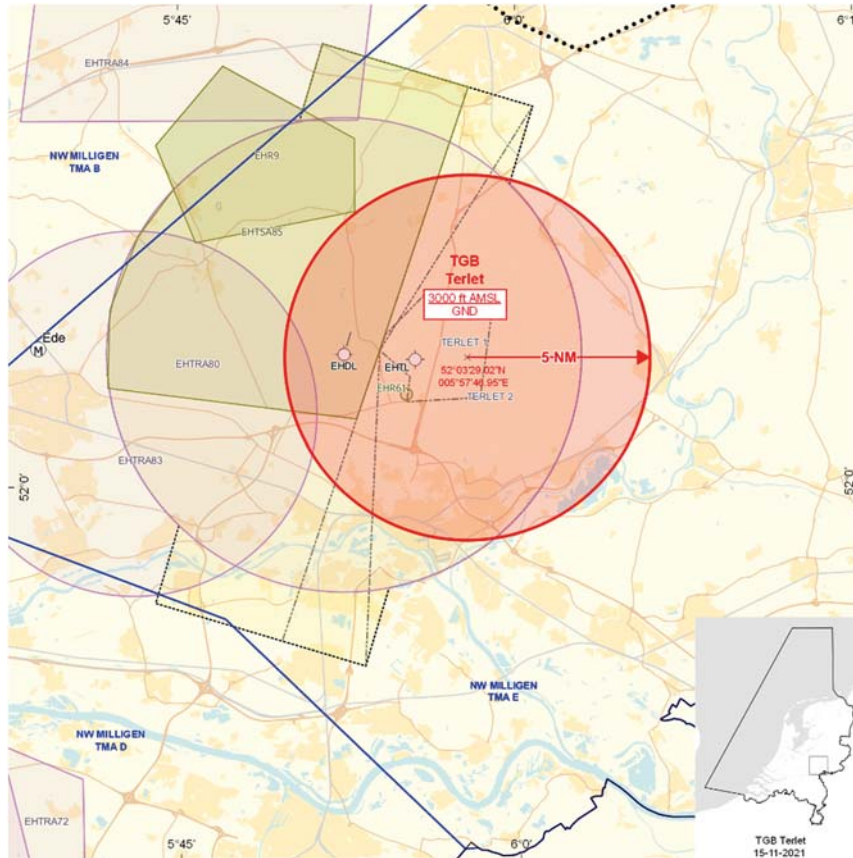 5°45'
6°0'
6°1
EHTRA84
NW MILLIGEN
TMA B
EHR9
EHTSA85
TGB
Terlet
3000 ft AMSL
GND
Ede
M
TERLET 1
5 NM
EHTRA80
EHDL
EHTL
52°03'29.02"N
005°57'46.95"E
EHR61
TERLET 2
EHTRA83
52°0'
52°0'
NW MILLIGEN
TMA E
NW MILLIGEN
TMA D
EHTRA72
5°45'
6°0'
TGB Terlet
15-11-2021